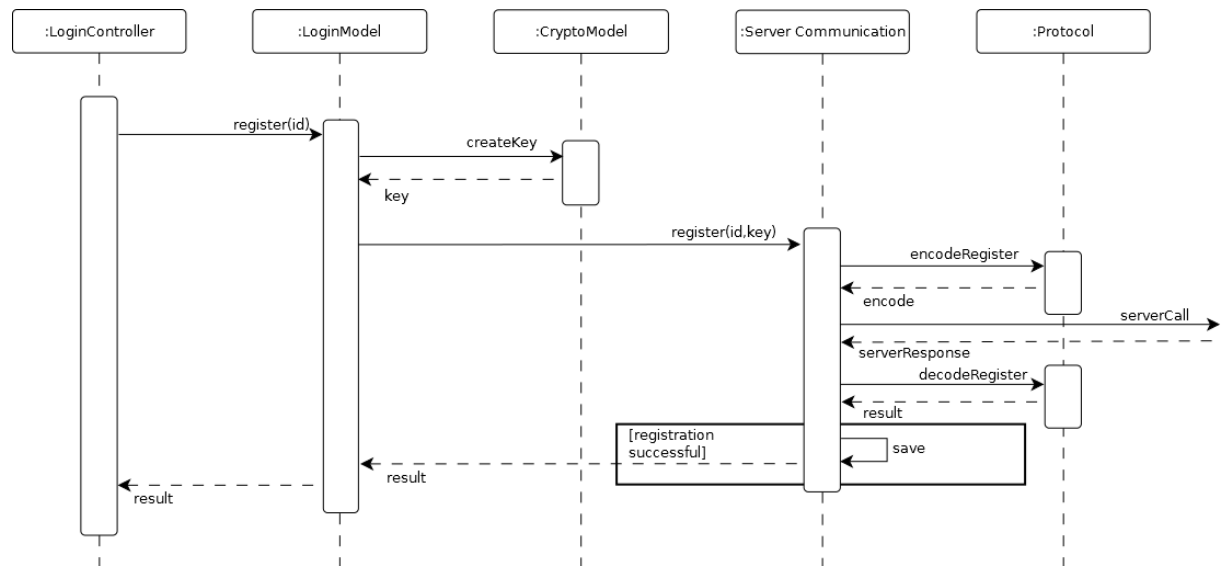 :LoginController
:LoginModel
:CryptoModel
:Server Communication
:Protocol
register(id)
createKey
key
register(id,key)
encodeRegister
encode
serverCall
serverResponse
decodeRegister
result
[registration
successful]
save
result
result